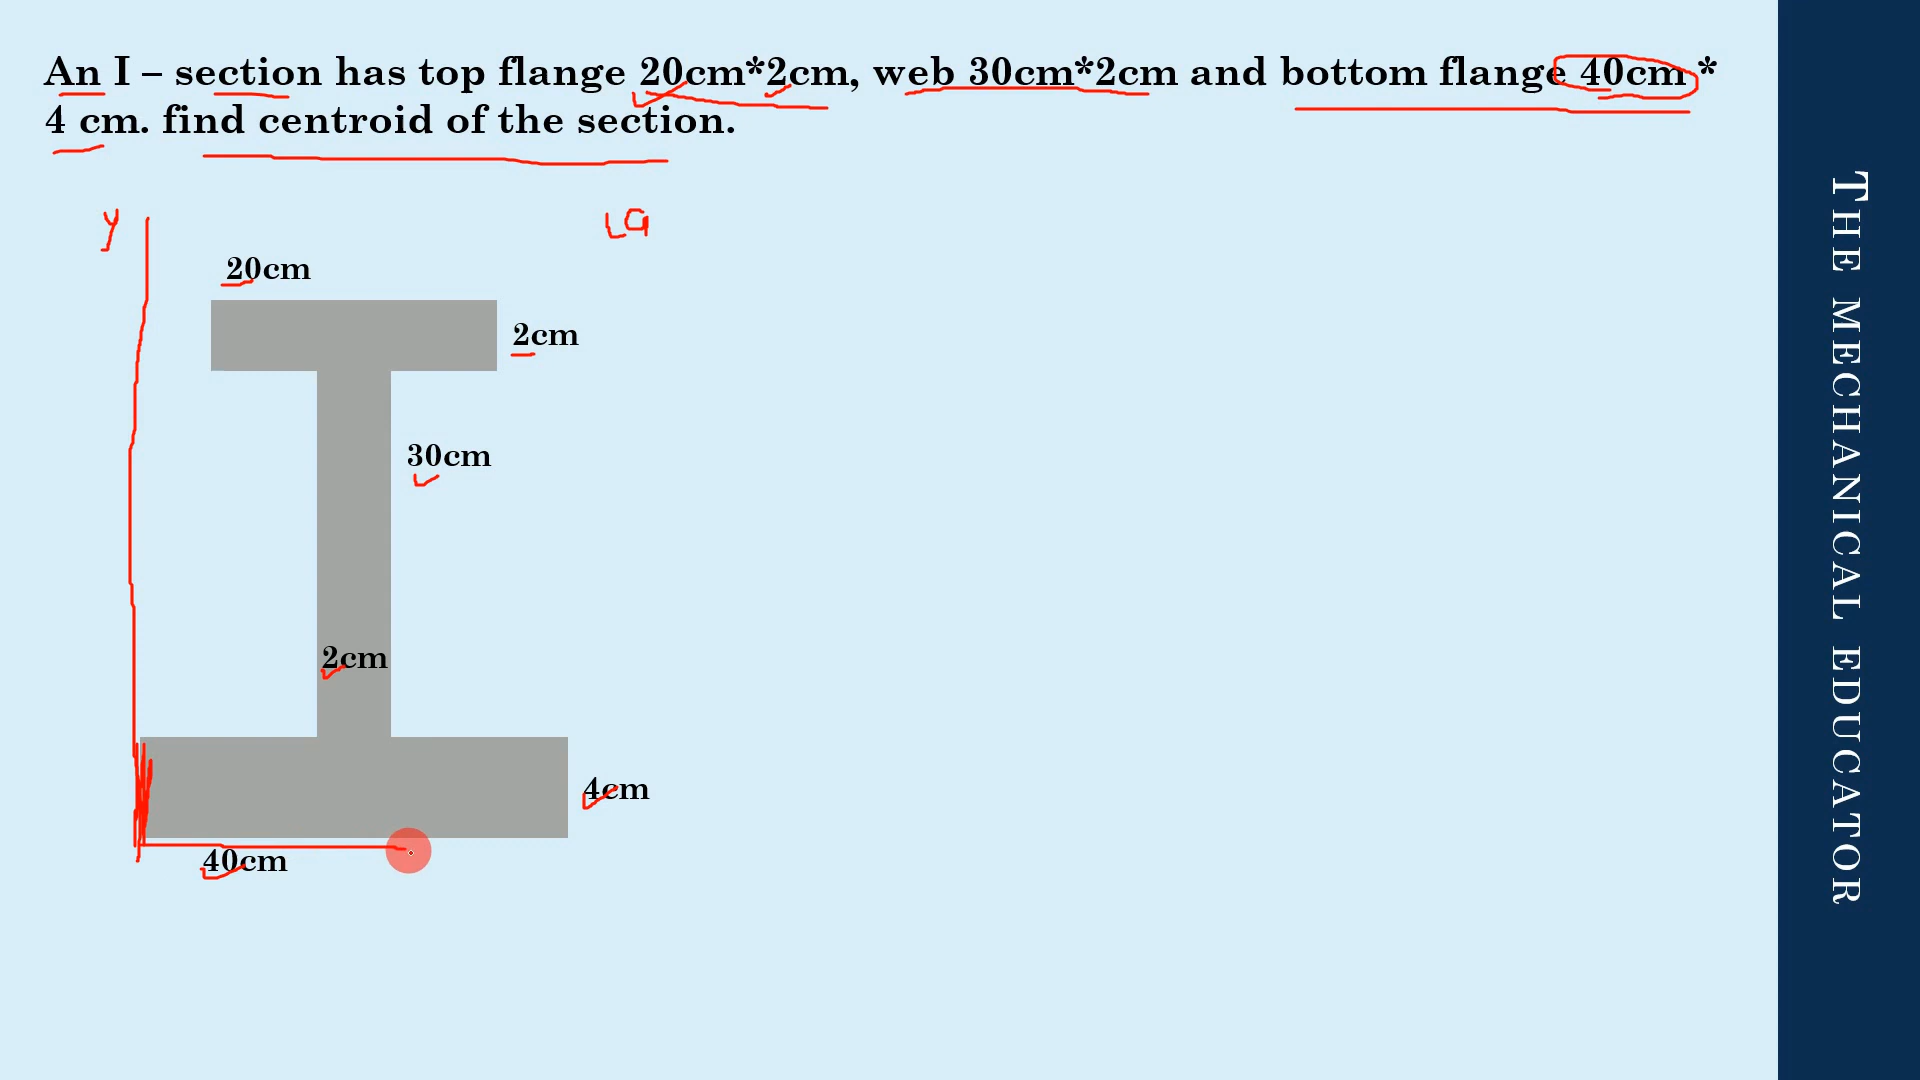 An I – section has top flange 20cm*2cm, web 30cm*2cm and bottom flange 40cm *
4 cm. find centroid of the section.
y
20cm
2cm
30cm
2cm
4cm
40cm
THE MECHANICAL EDUCATOR